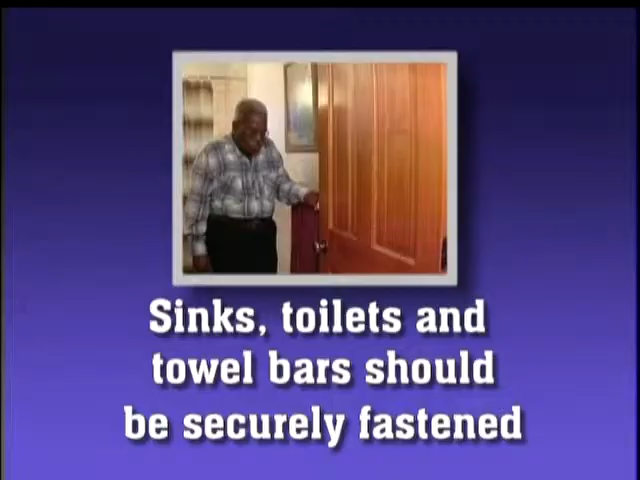 Sinks, toilets and
towel bars should
be securely fastened